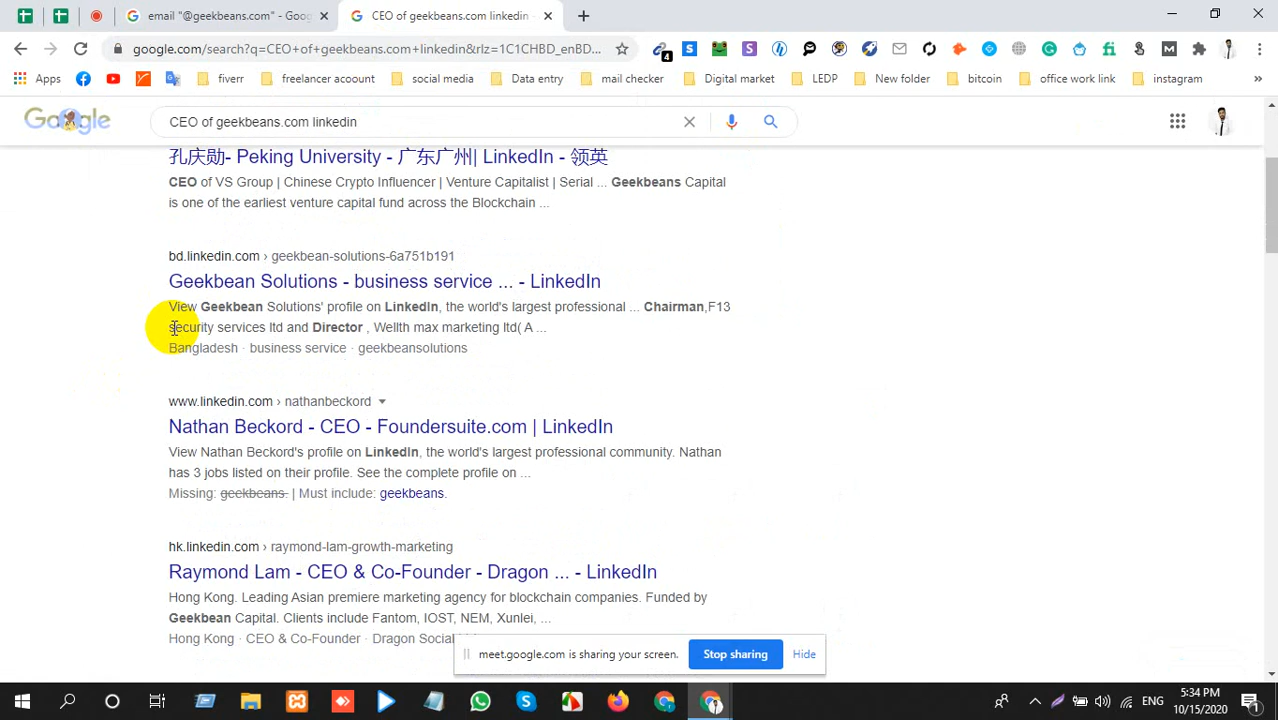 email "@geekbeans.com" - Goog
CEO of geekbeans.com linkedin -
google.com/search?q=CEO+of+geekbeans.com+linkedin&rlz=1C1CHBD_enBD...
4
Apps
fiverr
freelancer acount
social media
Data entry
mail checker
Digital market
LEDP
New folder
bitcoin
office work link
instagram
»
Google
CEO of geekbeans.com linkedin
孔庆勋- Peking University - 广东广州| LinkedIn - 领英
CEO of VS Group | Chinese Crypto Influencer | Venture Capitalist | Serial ... Geekbeans Capital
is one of the earliest venture capital fund across the Blockchain ...
bd.linkedin.com › geekbean-solutions-6a751b191
Geekbean Solutions - business service ... - LinkedIn
View Geekbean Solutions' profile on LinkedIn, the world's largest professional ... Chairman,F13
security services ltd and Director , Wellth max marketing ltd( A ...
Bangladesh · business service · geekbeansolutions
www.linkedin.com › nathanbeckord
Nathan Beckord - CEO - Foundersuite.com | LinkedIn
View Nathan Beckord's profile on LinkedIn, the world's largest professional community. Nathan
has 3 jobs listed on their profile. See the complete profile on ...
Missing: geekbeans. | Must include: geekbeans.
hk.linkedin.com › raymond-lam-growth-marketing
Raymond Lam - CEO & Co-Founder - Dragon ... - LinkedIn
Hong Kong. Leading Asian premiere marketing agency for blockchain companies. Funded by
Geekbean Capital. Clients include Fantom, IOST, NEM, Xunlei, ...
Hong Kong · CEO & Co-Founder · Dragon Social
meet.google.com is sharing your screen.
Stop sharing
Hide
ENG
5:34 PM
10/15/2020
1